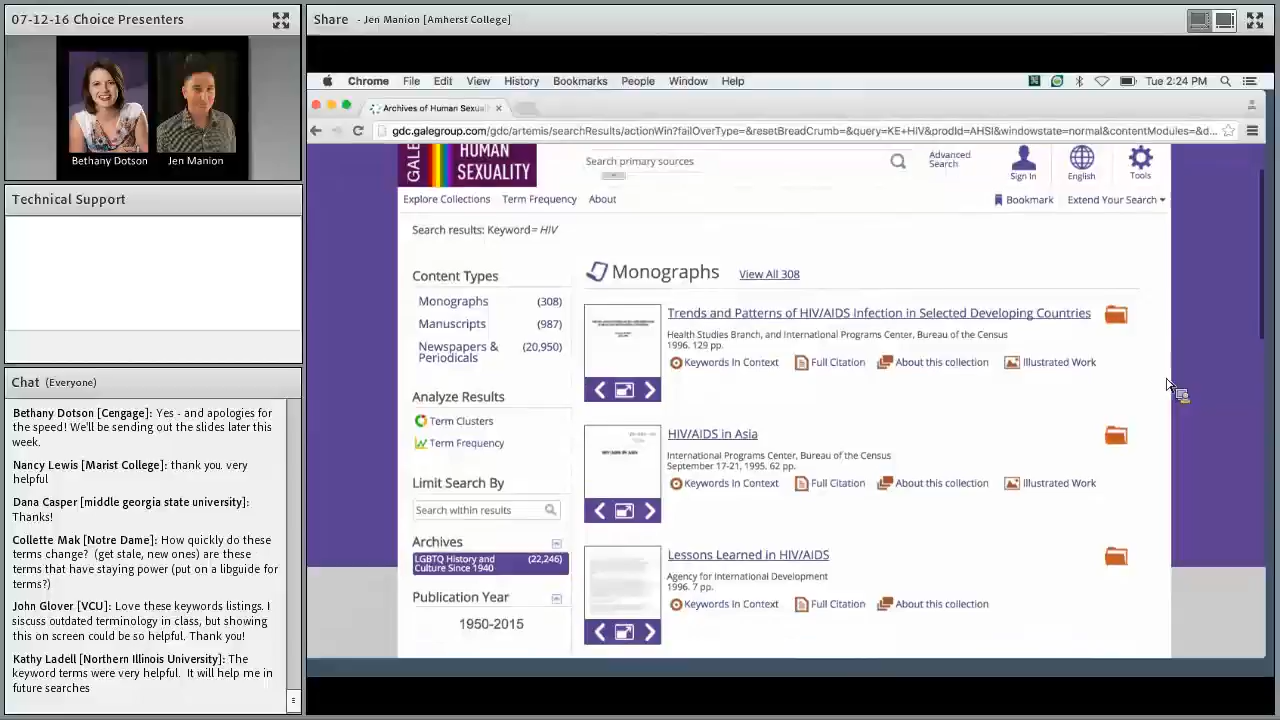 07-12-16 Choice Presenters
Bethany Dotson
Jen Manion
Technical Support
Chat (Everyone)
Bethany Dotson [Cengage]: Yes - and apologies for
the speed! We'll be sending out the slides later this
week.
Nancy Lewis [Marist College]: thank you. very
helpful
Dana Casper [middle georgia state university]:
Thanks!
Collette Mak [Notre Dame]: How quickly do these
terms change? (get stale, new ones) are these
terms that have staying power (put on a libguide for
terms?)
John Glover [VCU]: Love these keywords listings. I
siscuss outdated terminology in class, but showing
this on screen could be so helpful. Thank you!
Kathy Ladell [Northern Illinois University]: The
keyword terms were very helpful. It will help me in
future searches
Share - Jen Manion [Amherst College]
Chrome File Edit View History Bookmarks People Window Help
Tue 2:24 PM
Archives of Human Sexual
gdc.galegroup.com/gdc/artemis/searchResults/actionWin?failOverType=&resetBreadCrumb=&query=KE+HIV&prodId=AHSI&windowstate=normal&contentModules=&d...
GALE
HUMAN
SEXUALITY
Search primary sources
Advanced
Search
Sign In
English
Tools
Explore Collections Term Frequency About
Bookmark Extend Your Search
Search results: Keyword= HIV
Content Types
Monographs (308)
Manuscripts (987)
Newspapers & (20,950)
Periodicals
Analyze Results
Term Clusters
Term Frequency
Limit Search By
Search within results
Archives
LGBTQ History and (22,246)
Culture Since 1940
Publication Year
1950-2015
Monographs View All 308
Trends and Patterns of HIV/AIDS Infection in Selected Developing Countries
Health Studies Branch, and International Programs Center, Bureau of the Census
1996. 129 pp.
Keywords In Context Full Citation About this collection Illustrated Work
HIV/AIDS in Asia
International Programs Center, Bureau of the Census
September 17-21, 1995. 62 pp.
Keywords In Context Full Citation About this collection Illustrated Work
Lessons Learned in HIV/AIDS
Agency for International Development
1996. 7 pp.
Keywords In Context Full Citation About this collection